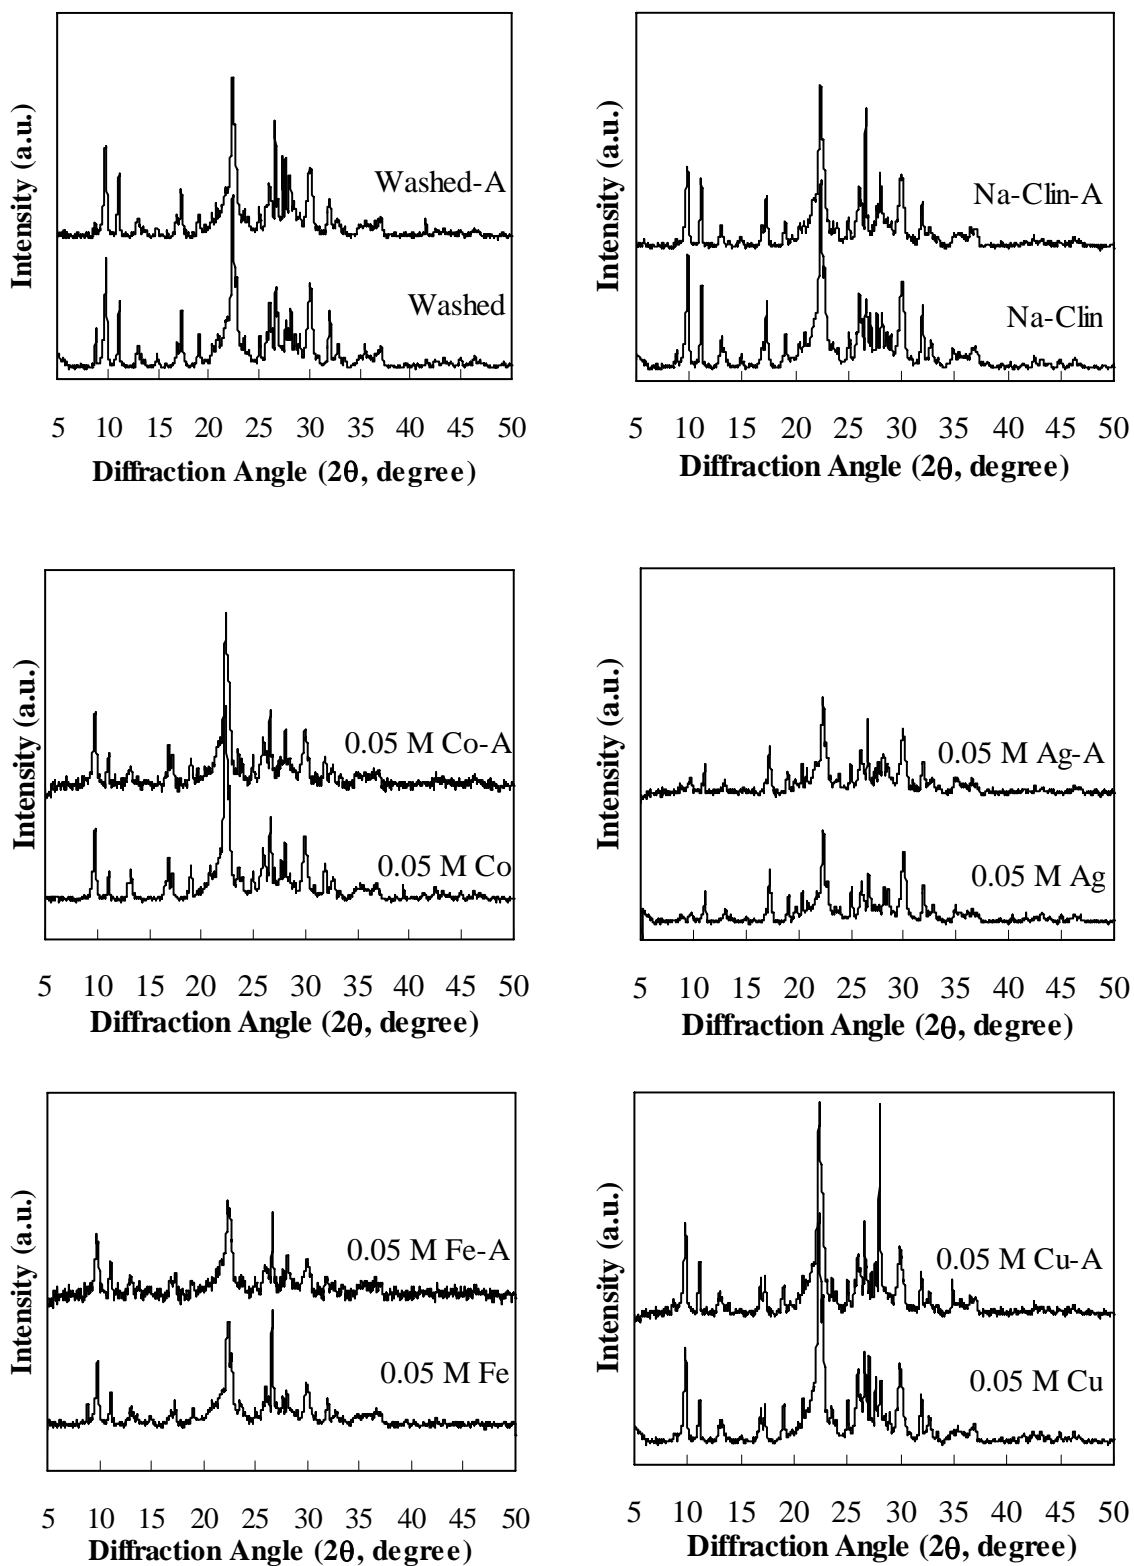 Intensity (a.u.)
Washed-A
Washed
5 10 15 20 25 30 35 40 45 50
Diffraction Angle (2θ, degree)
Intensity (a.u.)
Na-Clin-A
Na-Clin
5 10 15 20 25 30 35 40 45 50
Diffraction Angle (2θ, degree)
Intensity (a.u.)
0.05 M Co-A
0.05 M Co
5 10 15 20 25 30 35 40 45 50
Diffraction Angle (2θ, degree)
Intensity (a.u.)
0.05 M Ag-A
0.05 M Ag
5 10 15 20 25 30 35 40 45 50
Diffraction Angle (2θ, degree)
Intensity (a.u.)
0.05 M Fe-A
0.05 M Fe
5 10 15 20 25 30 35 40 45 50
Diffraction Angle (2θ, degree)
Intensity (a.u.)
0.05 M Cu-A
0.05 M Cu
5 10 15 20 25 30 35 40 45 50
Diffraction Angle (2θ, degree)